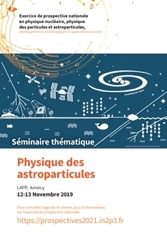 Exercice de prospective nationale
en physique nucléaire, physique
des particules et astroparticules,
Séminaire thématique
Physique des
astroparticules
LAPP, Annecy
12-13 Novembre 2019
Pour consulter l'agenda et obtenir plus d'informations
sur l'exercice de prospective nationale :
https://prospectives2021.in2p3.fr